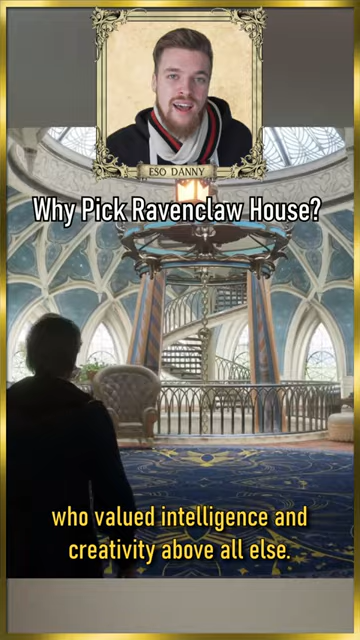 ESO DANNY
Why Pick Ravenclaw House?
who valued intelligence and
creativity above all else.